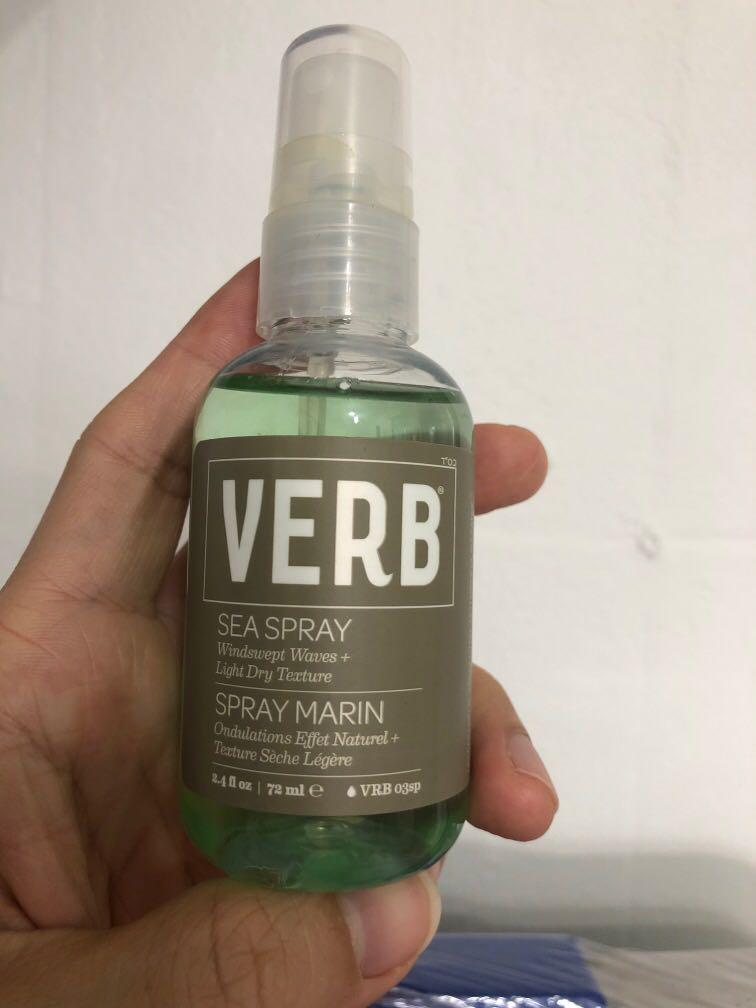 VERB®
SEA SPRAY
Windswept Waves +
Light Dry Texture
SPRAY MARIN
Ondulations Effet Naturel +
Texture Sèche Légère
2.4 fl oz | 72 ml ℮ VRB 03sp